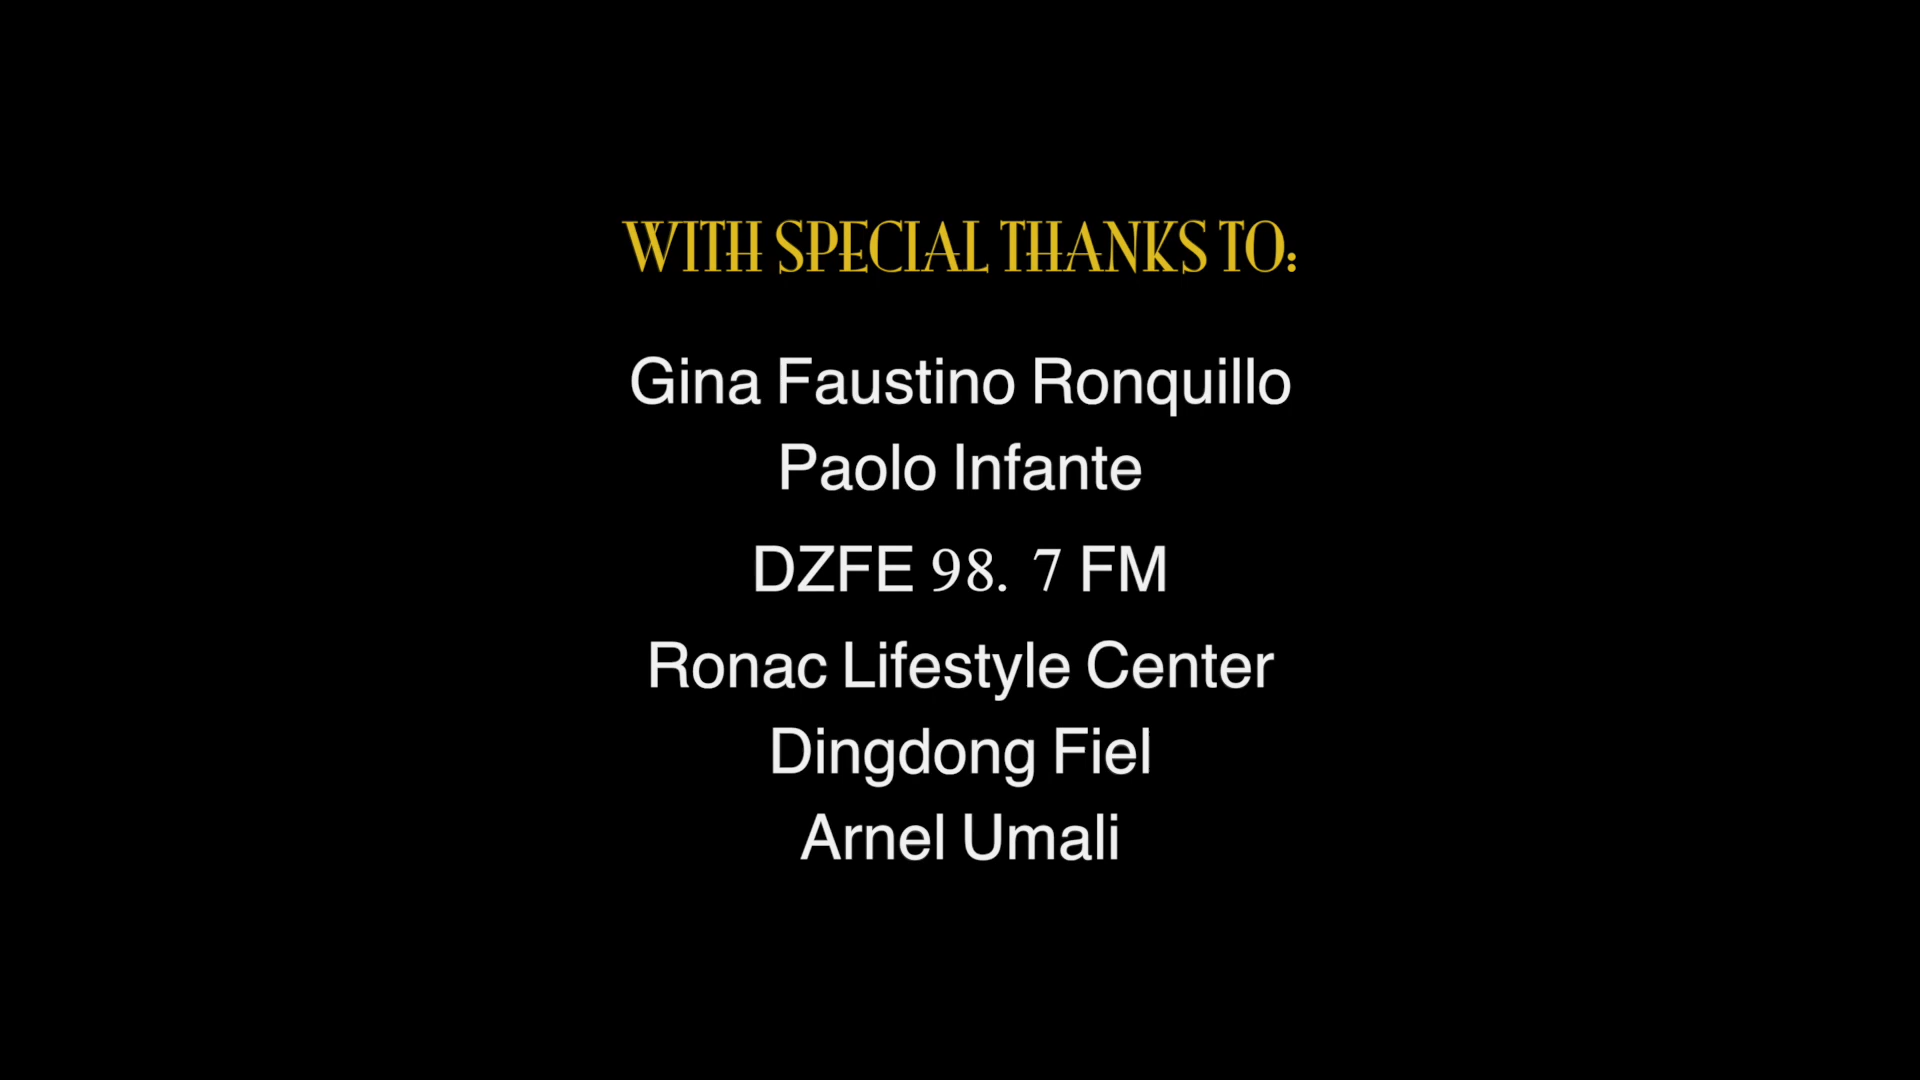 WITH SPECIAL THANKS TO:
Gina Faustino Ronquillo
Paolo Infante
DZFE 98. 7 FM
Ronac Lifestyle Center
Dingdong Fiel
Arnel Umali